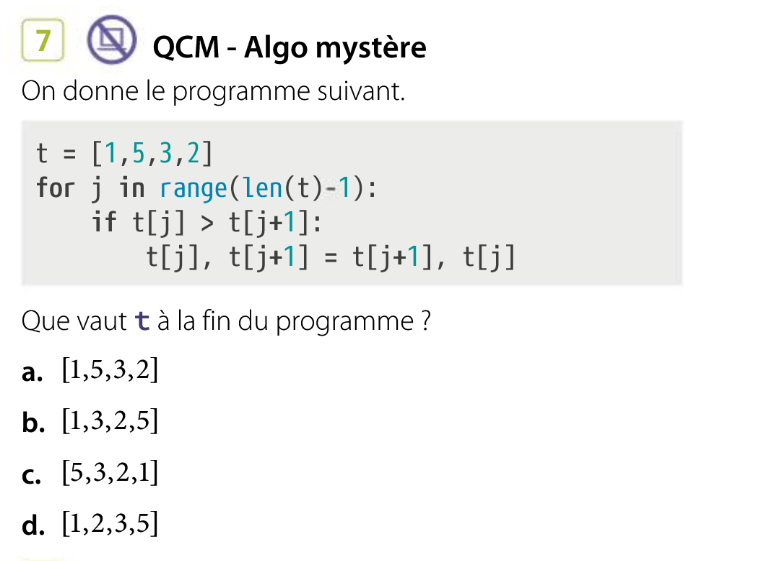 7 QCM - Algo mystère
On donne le programme suivant.
t = [1,5,3,2]
for j in range(len(t)-1):
    if t[j] > t[j+1]:
        t[j], t[j+1] = t[j+1], t[j]
Que vaut t à la fin du programme ?
a. [1,5,3,2]
b. [1,3,2,5]
c. [5,3,2,1]
d. [1,2,3,5]